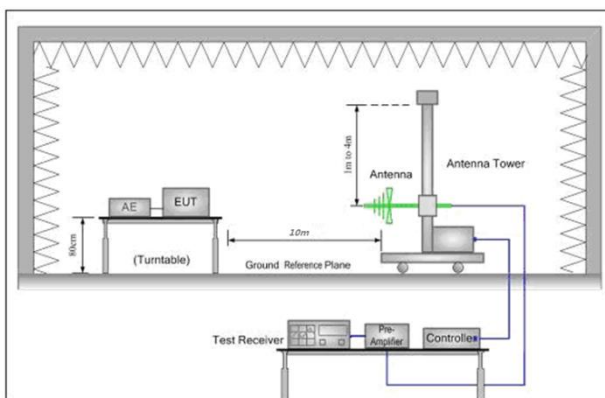 1m to 4m
Antenna
Antenna Tower
AE
EUT
10m
80cm
(Turntable)
Ground Reference Plane
Test Receiver
Pre-
Amplifier
Controller